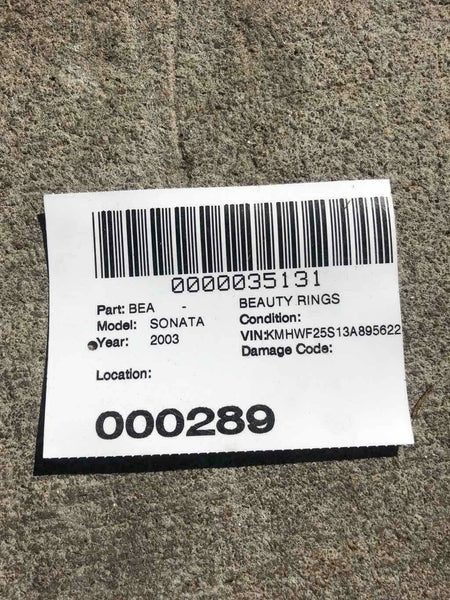 0000035131
Part: BEA - BEAUTY RINGS
Model: SONATA Condition:
Year: 2003 VIN:KMHWF25S13A895622
Damage Code:
Location:
000289